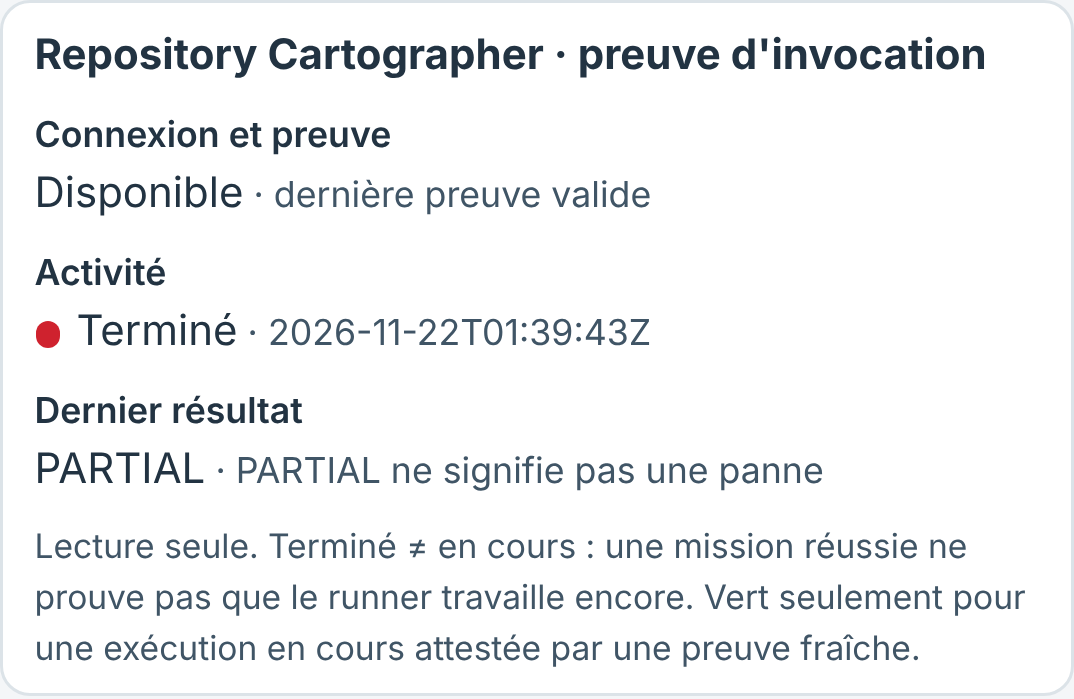 Repository Cartographer · preuve d'invocation
Connexion et preuve
Disponible · dernière preuve valide
Activité
Terminé · 2026-11-22T01:39:43Z
Dernier résultat
PARTIAL · PARTIAL ne signifie pas une panne
Lecture seule. Terminé ≠ en cours : une mission réussie ne
prouve pas que le runner travaille encore. Vert seulement pour
une exécution en cours attestée par une preuve fraîche.